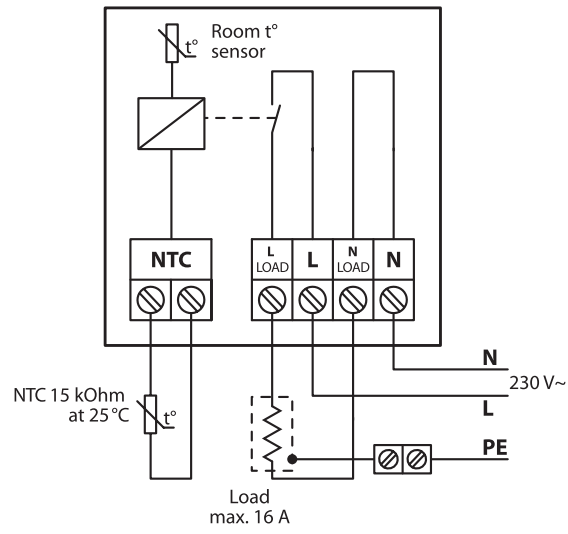 Room t°
sensor
t°
NTC
L
LOAD
L
N
LOAD
N
N
230 V~
L
PE
NTC 15 kOhm
at 25 °C
t°
Load
max. 16 A